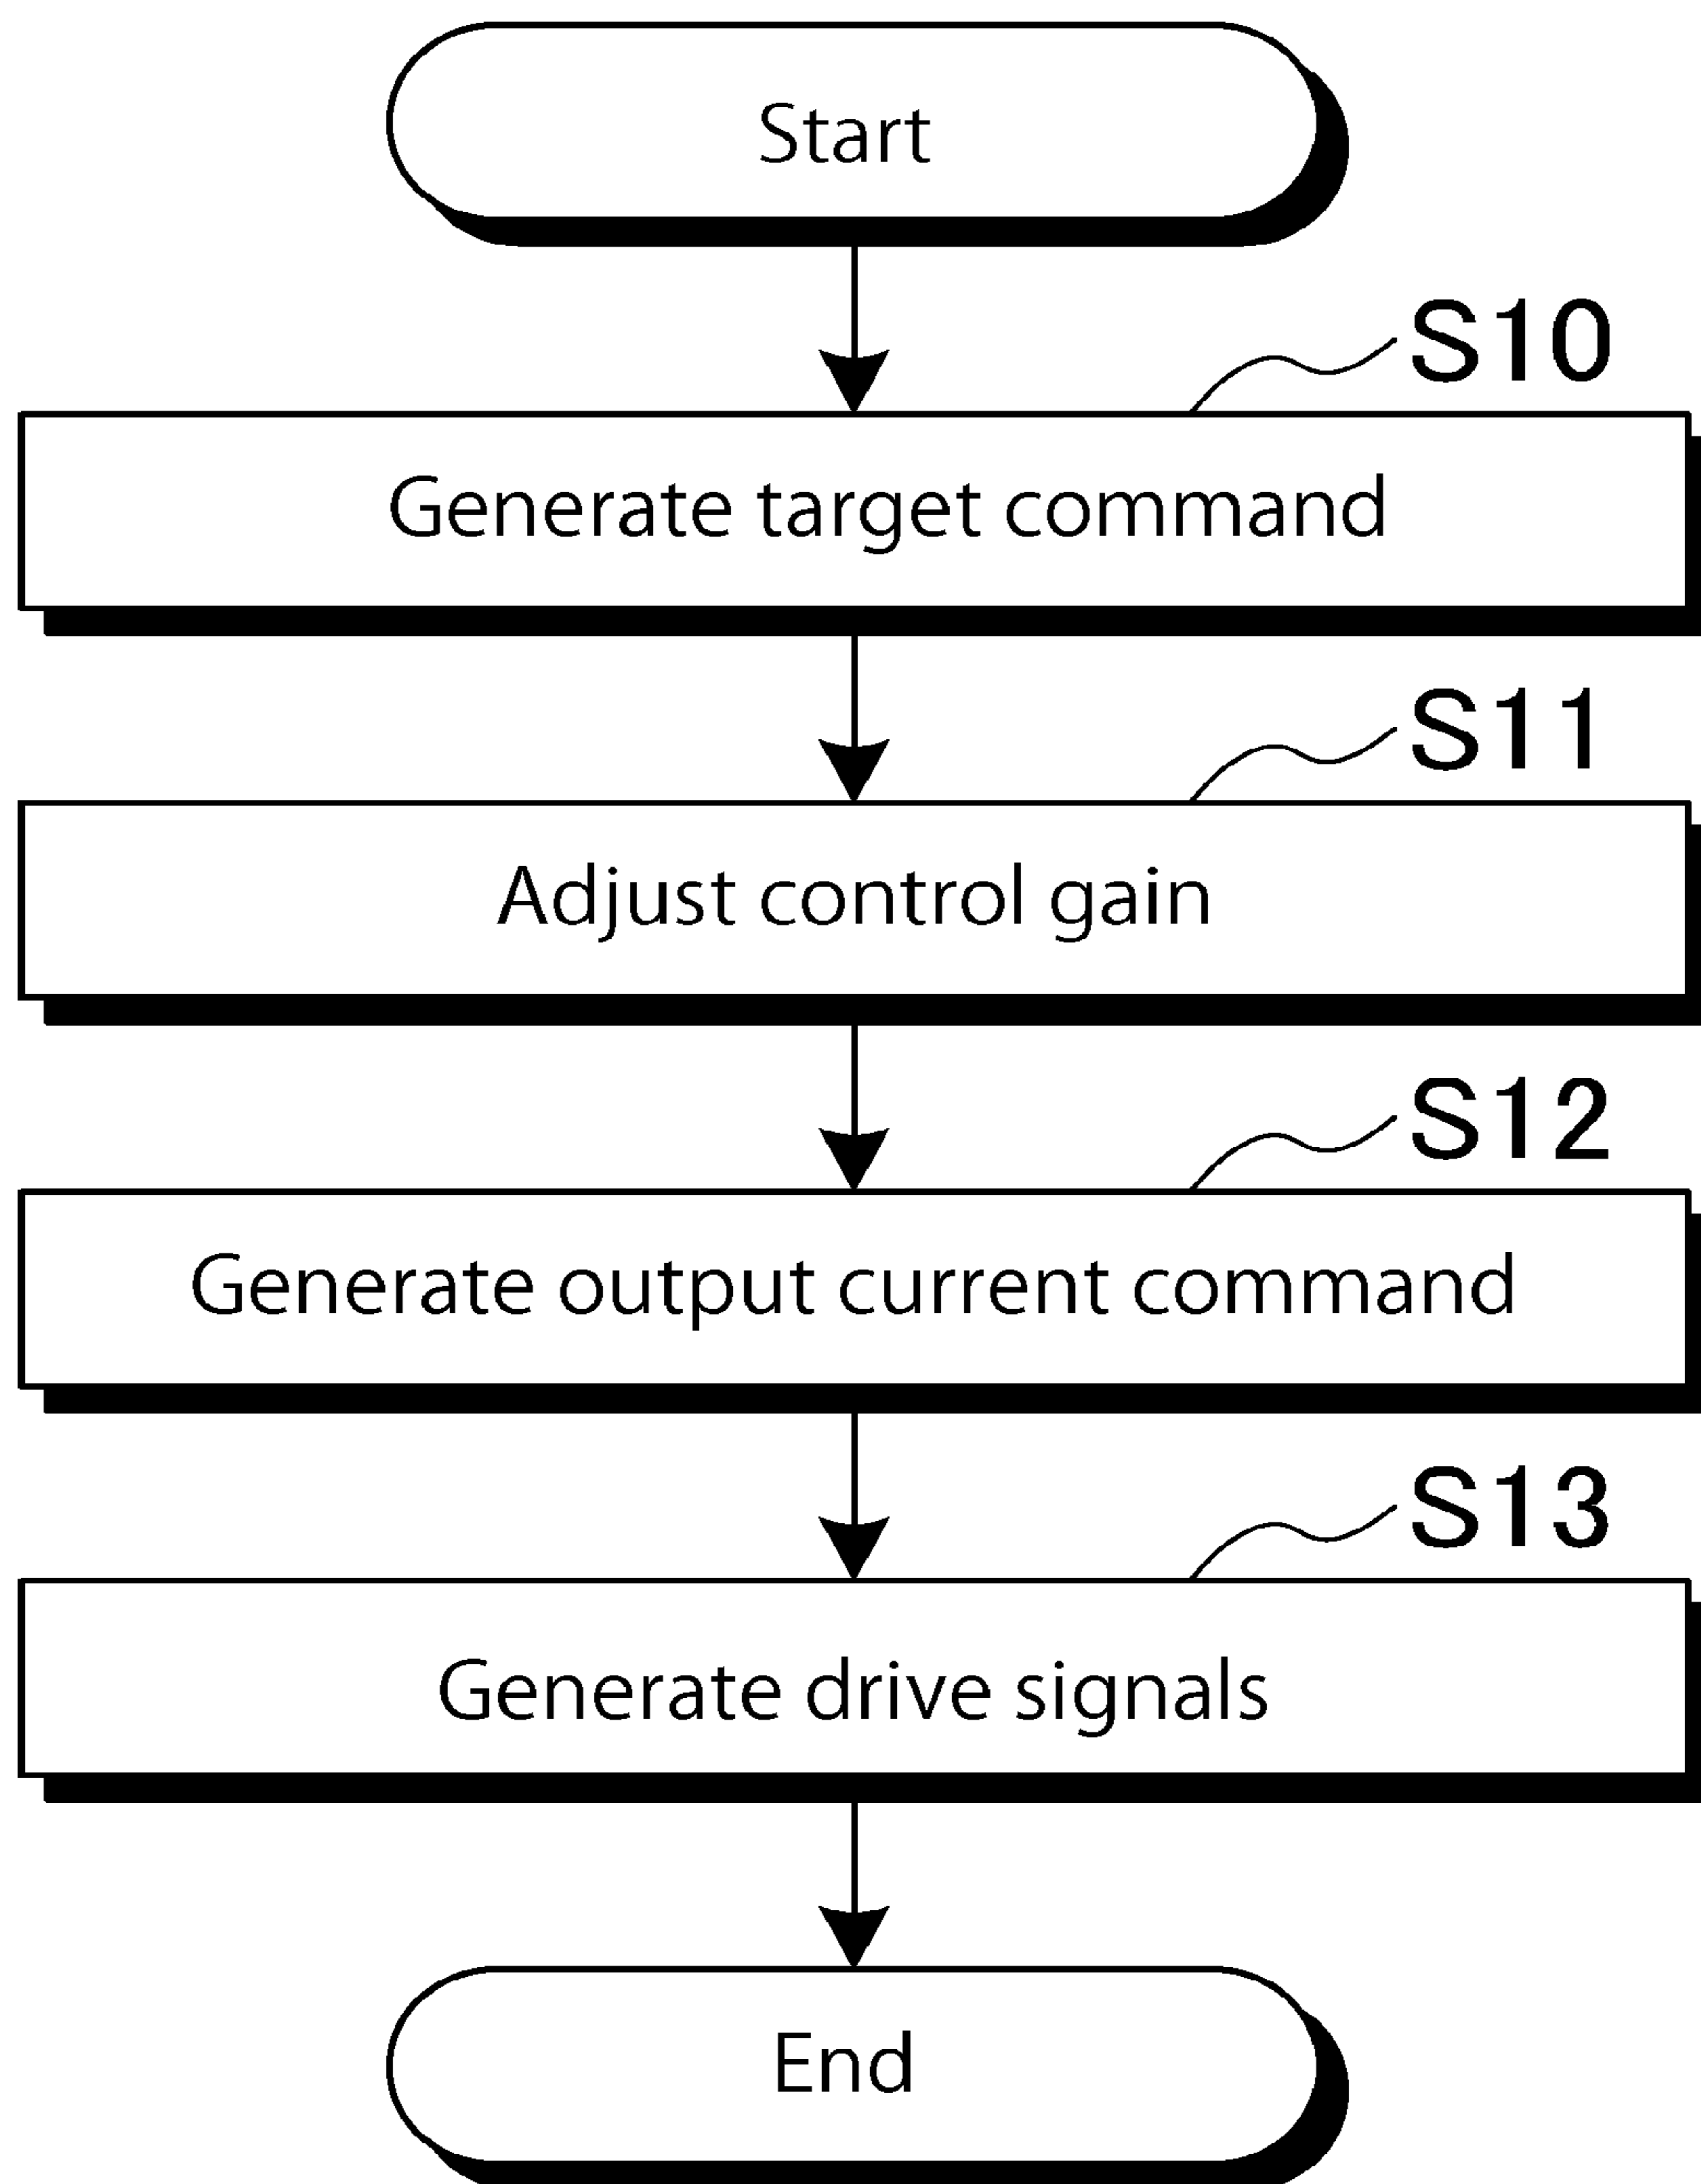 Start
S10
Generate target command
S11
Adjust control gain
S12
Generate output current command
S13
Generate drive signals
End